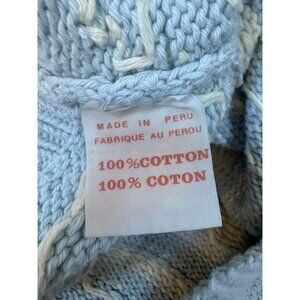 MADE IN PERU
FABRIQUE AU PEROU
100%COTTON
100% COTON